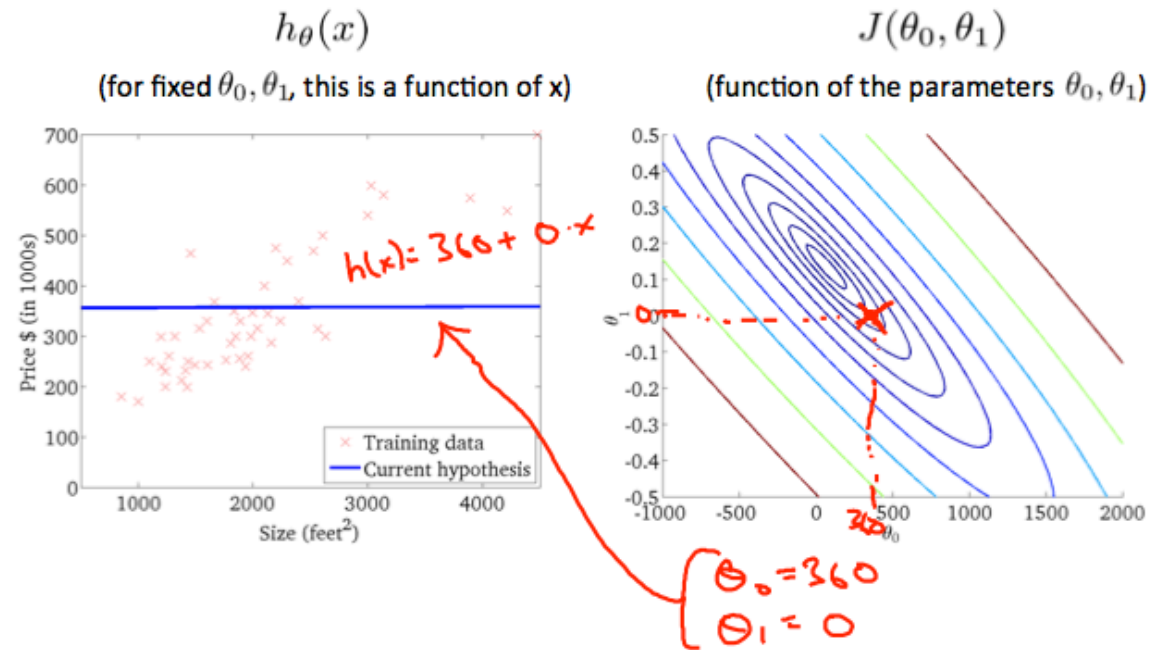 hθ(x)
(for fixed θ0, θ1, this is a function of x)
700
600
500
400
300
200
100
0
Price $ (in 1000s)
1000
2000
3000
4000
Size (feet²)
h(x) = 360 + 0·x
Training data
Current hypothesis
J(θ0, θ1)
(function of the parameters θ0, θ1)
0.5
0.4
0.3
0.2
0.1
0
-0.1
-0.2
-0.3
-0.4
-0.5
θ1
0
-1000
-500
0
500
1000
1500
2000
360
θ0
θ0 = 360
θ1 = 0